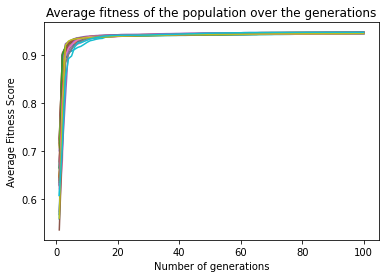 Average fitness of the population over the generations
0.9
0.8
0.7
0.6
Average Fitness Score
0 20 40 60 80 100
Number of generations